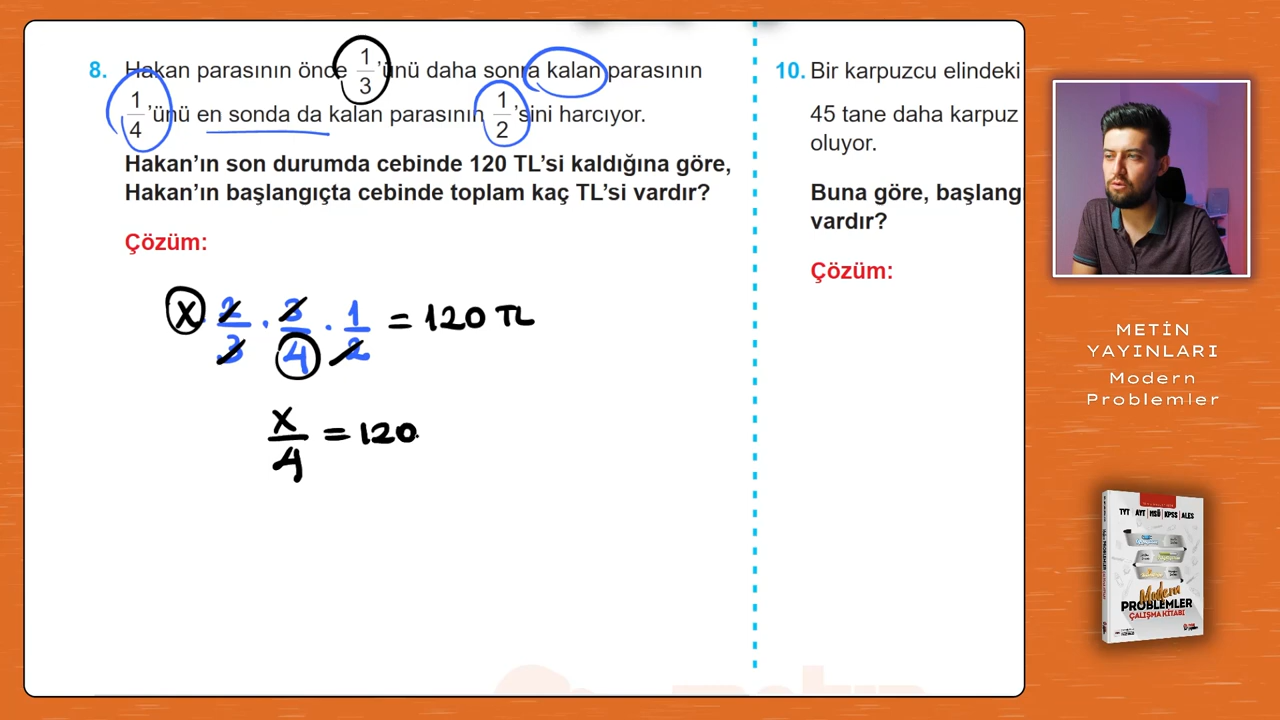 8. Hakan parasının önce 1/3 'ünü daha sonra kalan parasının
1/4 'ünü en sonda da kalan parasının 1/2 'sini harcıyor.
Hakan'ın son durumda cebinde 120 TL'si kaldığına göre,
Hakan'ın başlangıçta cebinde toplam kaç TL'si vardır?
Çözüm:
x · 2/3 · 3/4 · 1/2 = 120 TL
x/4 = 120
10. Bir karpuzcu elindeki
45 tane daha karpuz
oluyor.
Buna göre, başlangı
vardır?
Çözüm:
METİN
YAYINLARI
Modern
Problemler
TYT | AYT | MSÜ | KPSS | ALES
Modern
PROBLEMLER
ÇALIŞMA KİTABI